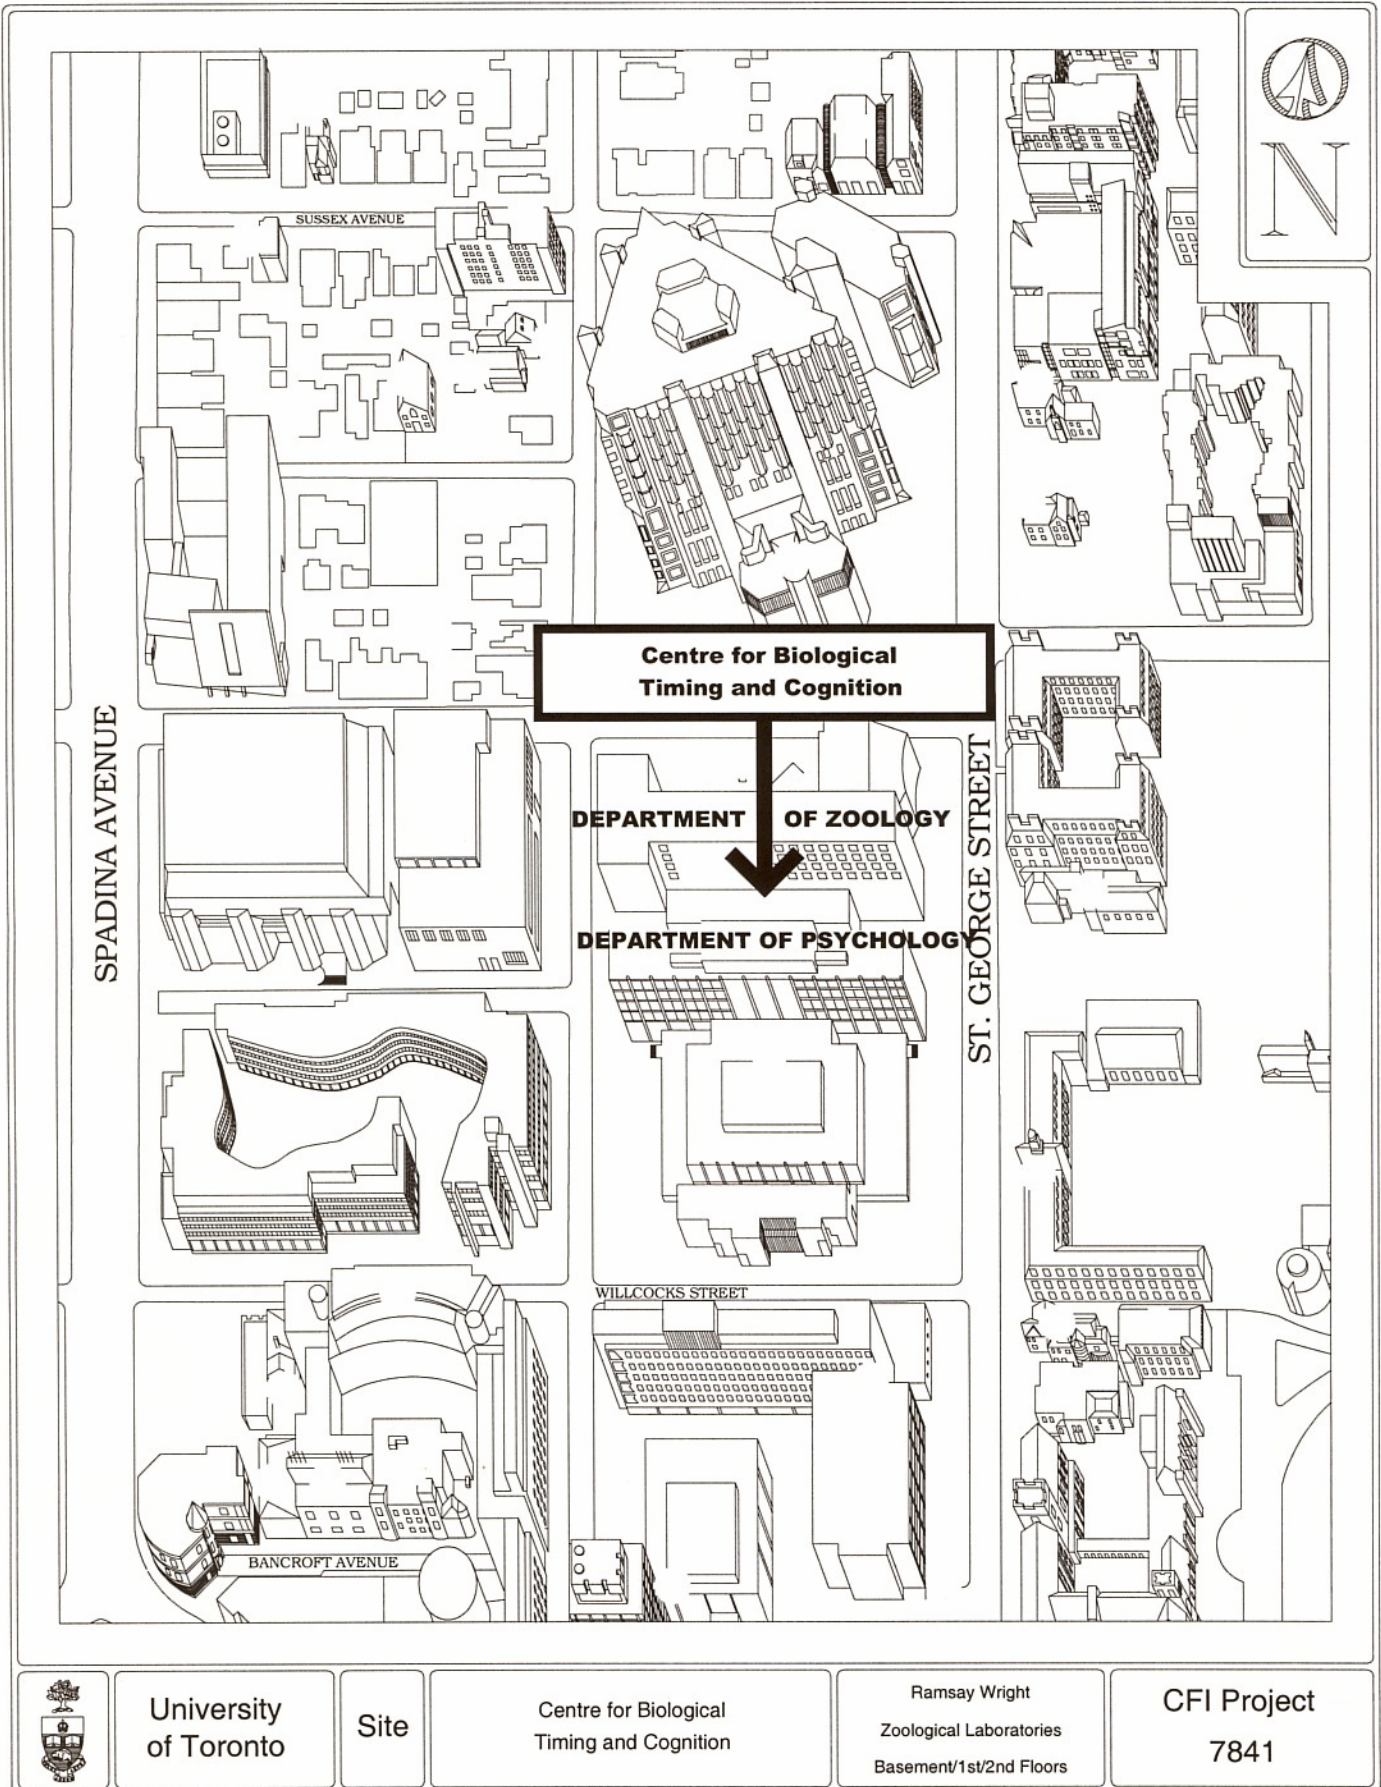 N
SUSSEX AVENUE
Centre for Biological
Timing and Cognition
SPADINA AVENUE
ST. GEORGE STREET
DEPARTMENT OF ZOOLOGY
DEPARTMENT OF PSYCHOLOGY
WILLCOCKS STREET
BANCROFT AVENUE
University
of Toronto
Site
Centre for Biological
Timing and Cognition
Ramsay Wright
Zoological Laboratories
Basement/1st/2nd Floors
CFI Project
7841